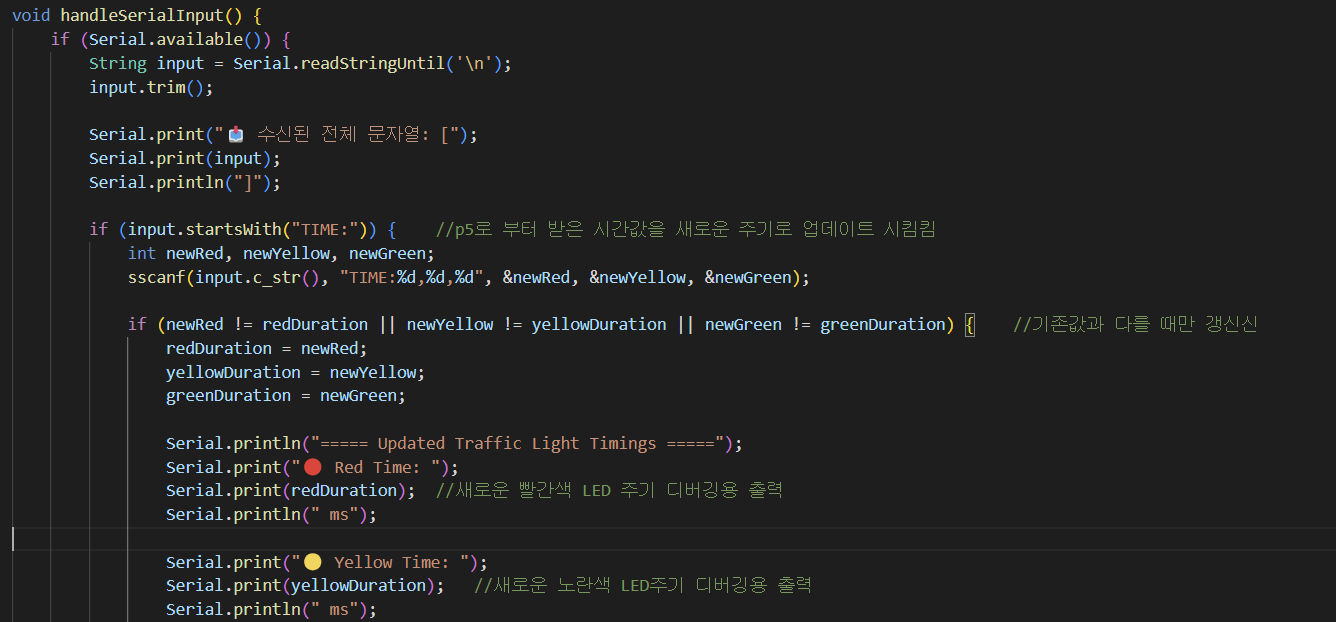 void handleSerialInput() {
if (Serial.available()) {
String input = Serial.readStringUntil('\n');
input.trim();
Serial.print("📥 수신된 전체 문자열: [");
Serial.print(input);
Serial.println("]");
if (input.startsWith("TIME:")) {    //p5로 부터 받은 시간값을 새로운 주기로 업데이트 시킴킴
int newRed, newYellow, newGreen;
sscanf(input.c_str(), "TIME:%d,%d,%d", &newRed, &newYellow, &newGreen);
if (newRed != redDuration || newYellow != yellowDuration || newGreen != greenDuration) {    //기존값과 다를 때만 갱신신
redDuration = newRed;
yellowDuration = newYellow;
greenDuration = newGreen;
Serial.println("===== Updated Traffic Light Timings =====");
Serial.print("🔴 Red Time: ");
Serial.print(redDuration);  //새로운 빨간색 LED 주기 디버깅용 출력
Serial.println(" ms");
Serial.print("🟡 Yellow Time: ");
Serial.print(yellowDuration);   //새로운 노란색 LED주기 디버깅용 출력
Serial.println(" ms");